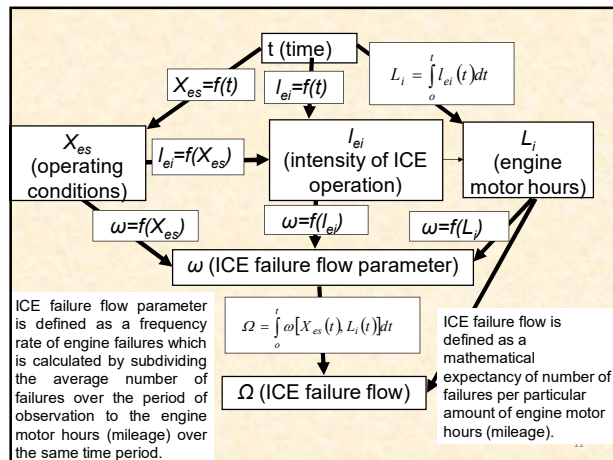 t (time)
X_es=f(t)
l_ei=f(t)
L_i = ∫_o^t l_ei (t)dt
X_es
(operating
conditions)
l_ei=f(X_es)
l_ei
(intensity of ICE
operation)
L_i
(engine
motor hours)
ω=f(X_es)
ω=f(l_ei)
ω=f(L_i)
ω (ICE failure flow parameter)
ICE failure flow parameter
is defined as a frequency
rate of engine failures which
is calculated by subdividing
the average number of
failures over the period of
observation to the engine
motor hours (mileage) over
the same time period.
Ω = ∫_o^t ω[X_es(t), L_i(t)]dt
Ω (ICE failure flow)
ICE failure flow is
defined as a
mathematical
expectancy of number of
failures per particular
amount of engine motor
hours (mileage).